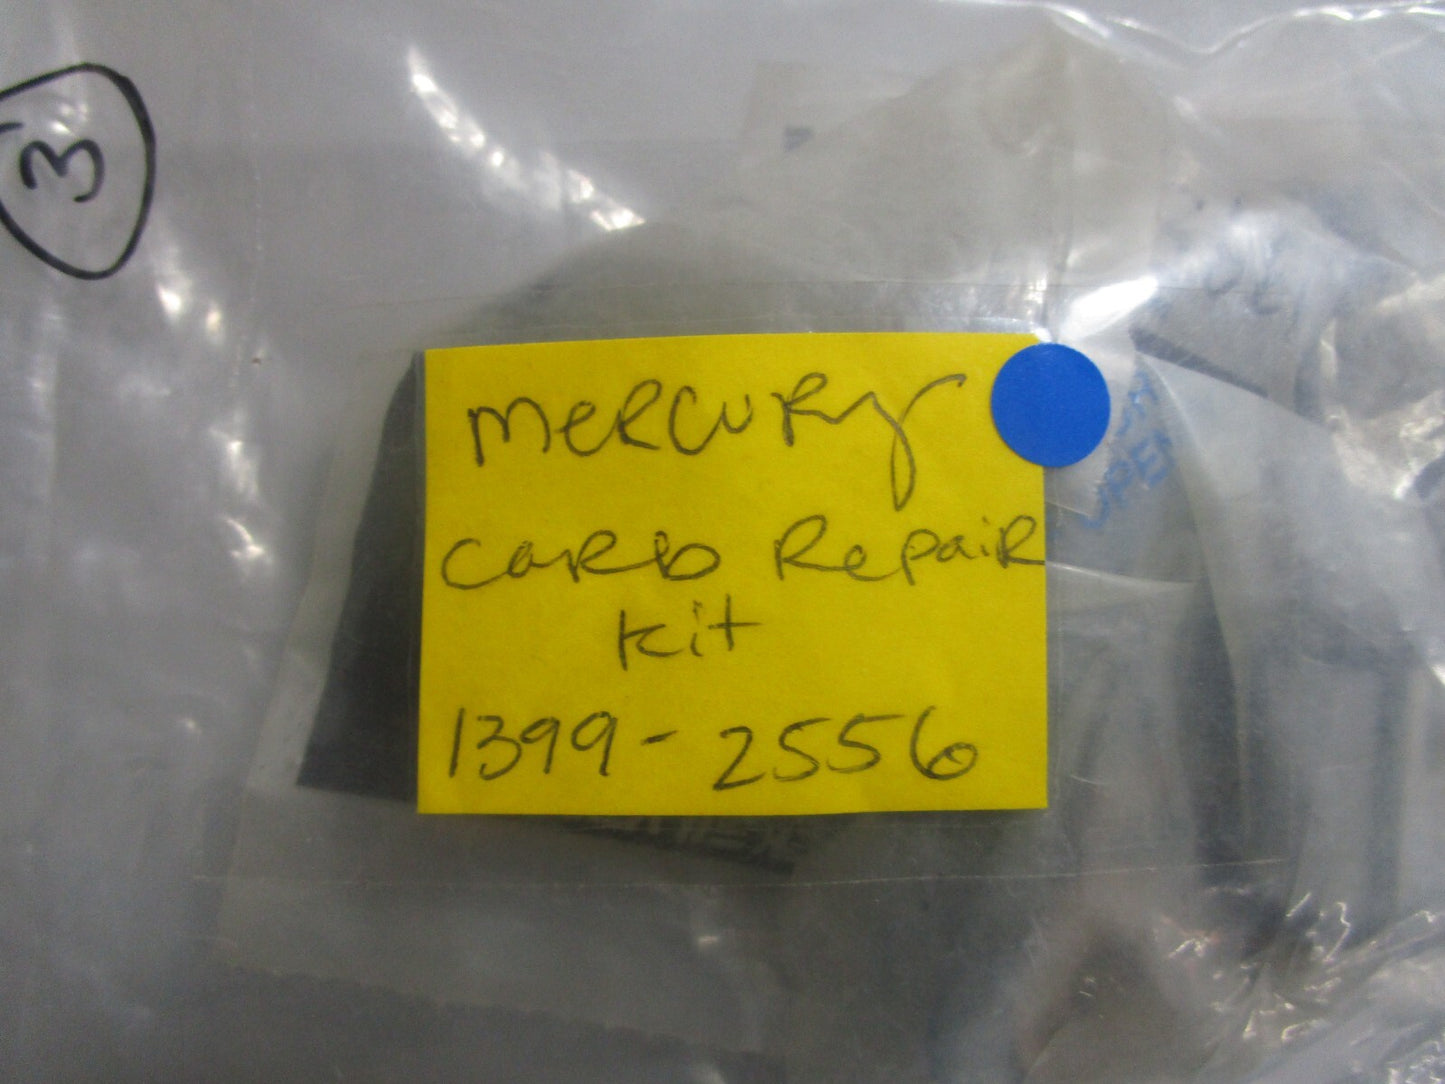 3
MERCURy
CARb RepaiR
kit
1399-2556